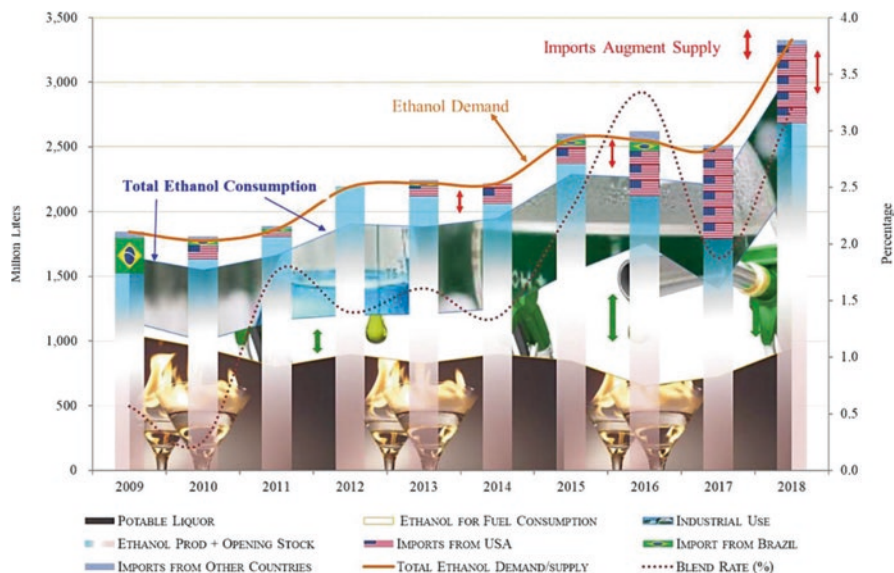 3,500
3,000
2,500
2,000
1,500
1,000
500
0
Million Liters
4.0
3.5
3.0
2.5
2.0
1.5
1.0
0.5
0.0
Percentage
Imports Augment Supply
Ethanol Demand
Total Ethanol Consumption
2009 2010 2011 2012 2013 2014 2015 2016 2017 2018
POTABLE LIQUOR ETHANOL FOR FUEL CONSUMPTION INDUSTRIAL USE
ETHANOL PROD + OPENING STOCK IMPORTS FROM USA IMPORT FROM BRAZIL
IMPORTS FROM OTHER COUNTRIES TOTAL ETHANOL DEMAND/SUPPLY BLEND RATE (%)